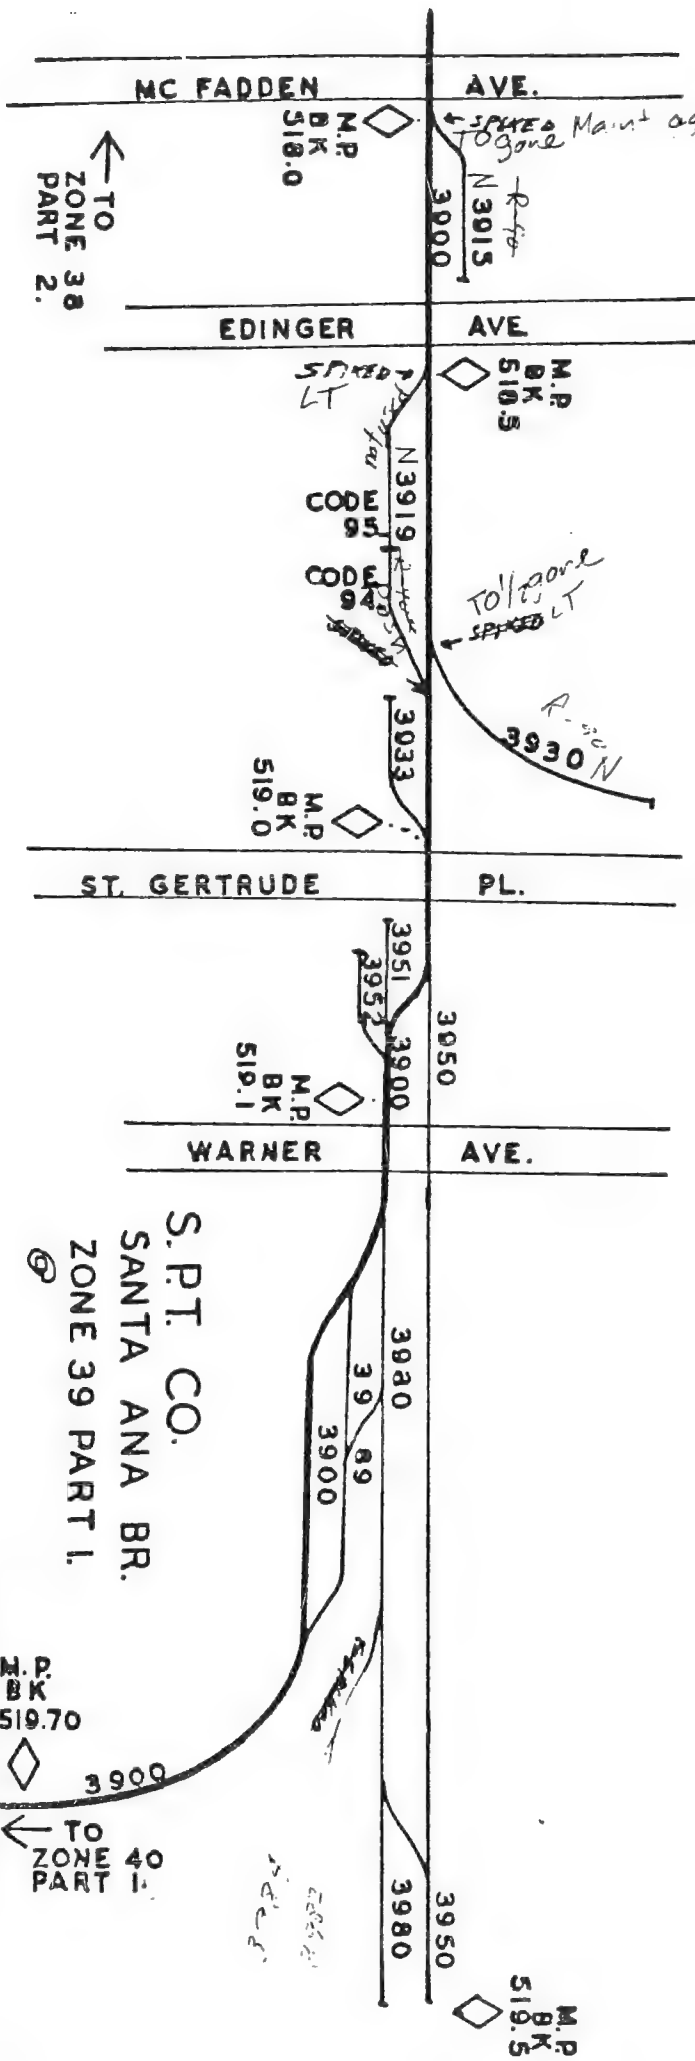 MC FADDEN AVE.
M.P.
BK
518.0
SPIKED
TO gone Maint
N 3915
3900
TO
ZONE 38
PART 2.
EDINGER AVE
SPIKED
LT
M.P.
BK
518.5
N 3919
CODE
95
CODE
94
TO gone
SPIKED LT
3930 N
3933
M.P.
BK
519.0
ST. GERTRUDE PL.
3951
3952
3900
3950
M.P.
BK
519.1
WARNER AVE.
S.P.T. CO.
SANTA ANA BR.
ZONE 39 PART 1.
3980
39 89
3900
M.P.
BK
519.70
3900
TO
ZONE 40
PART 1.
3980
3950
M.P.
BK
519.5